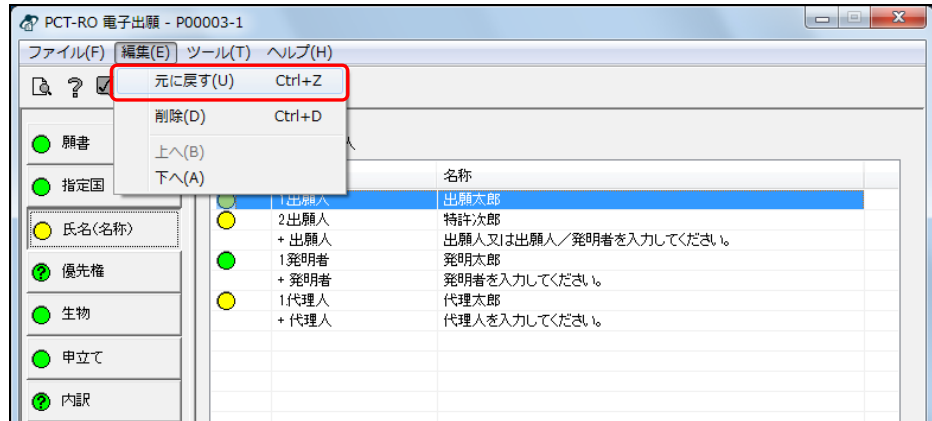 PCT-RO 電子出願 - P00003-1
ファイル(F) 編集(E) ツール(T) ヘルプ(H)
元に戻す(U) Ctrl+Z
削除(D) Ctrl+D
上へ(B)
下へ(A)
願書
指定国
氏名(名称)
優先権
生物
申立て
内訳
名称
1出願人 出願太郎
2出願人 特許次郎
+ 出願人 出願人又は出願人／発明者を入力してください。
1発明者 発明太郎
+ 発明者 発明者を入力してください。
1代理人 代理太郎
+ 代理人 代理人を入力してください。